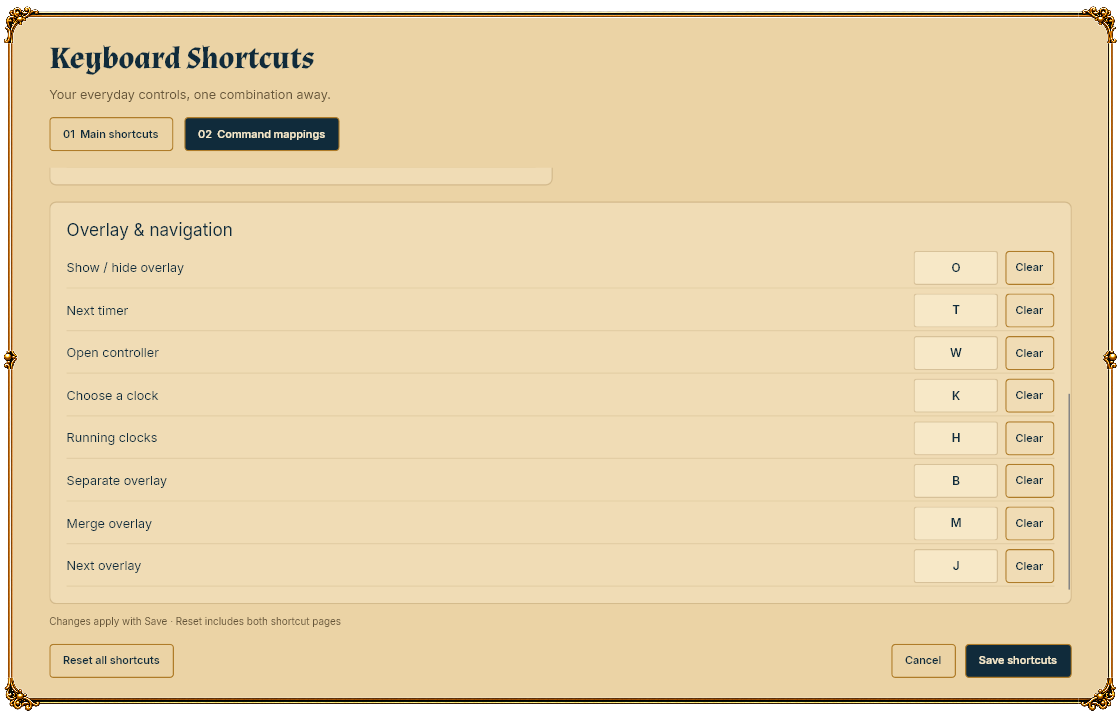 Keyboard Shortcuts
Your everyday controls, one combination away.
01 Main shortcuts
02 Command mappings
Overlay & navigation
Show / hide overlay O Clear
Next timer T Clear
Open controller W Clear
Choose a clock K Clear
Running clocks H Clear
Separate overlay B Clear
Merge overlay M Clear
Next overlay J Clear
Changes apply with Save · Reset includes both shortcut pages
Reset all shortcuts
Cancel
Save shortcuts